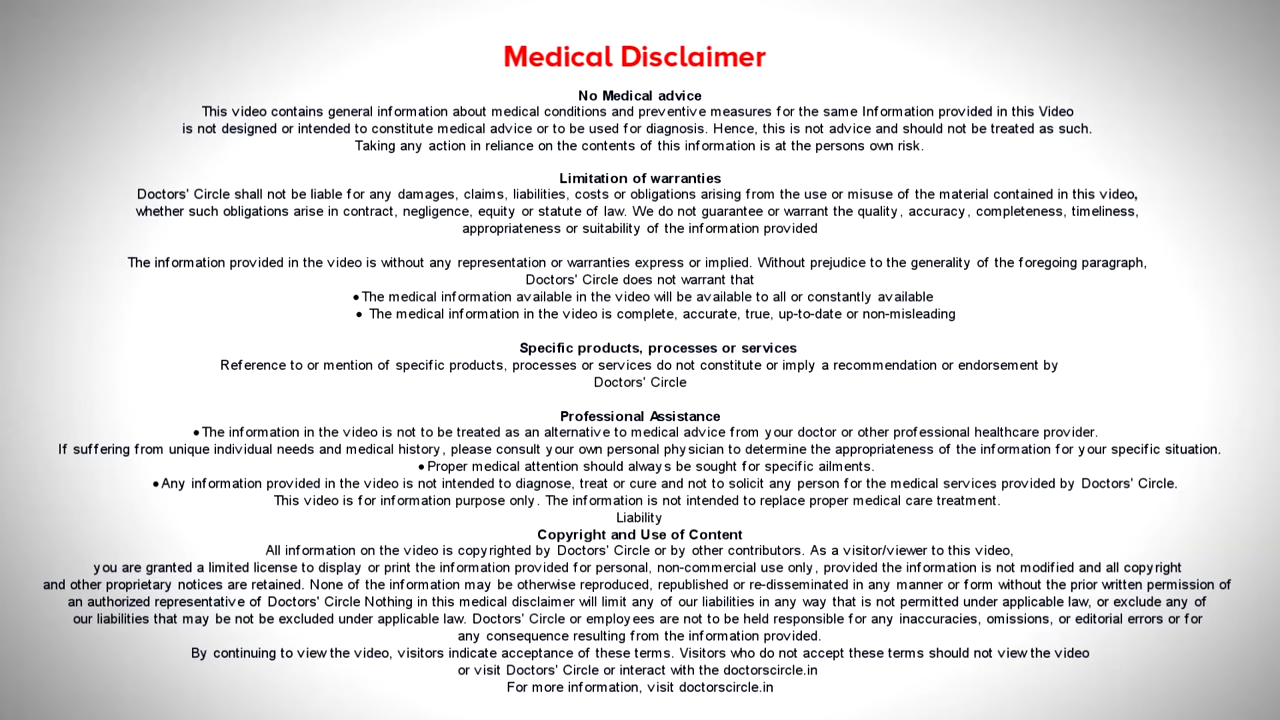 Medical Disclaimer
No Medical advice
This video contains general information about medical conditions and preventive measures for the same Information provided in this Video
is not designed or intended to constitute medical advice or to be used for diagnosis. Hence, this is not advice and should not be treated as such.
Taking any action in reliance on the contents of this information is at the persons own risk.
Limitation of warranties
Doctors' Circle shall not be liable for any damages, claims, liabilities, costs or obligations arising from the use or misuse of the material contained in this video,
whether such obligations arise in contract, negligence, equity or statute of law. We do not guarantee or warrant the quality, accuracy, completeness, timeliness,
appropriateness or suitability of the information provided
The information provided in the video is without any representation or warranties express or implied. Without prejudice to the generality of the foregoing paragraph,
Doctors' Circle does not warrant that
•The medical information available in the video will be available to all or constantly available
• The medical information in the video is complete, accurate, true, up-to-date or non-misleading
Specific products, processes or services
Reference to or mention of specific products, processes or services do not constitute or imply a recommendation or endorsement by
Doctors' Circle
Professional Assistance
•The information in the video is not to be treated as an alternative to medical advice from your doctor or other professional healthcare provider.
If suffering from unique individual needs and medical history, please consult your own personal physician to determine the appropriateness of the information for your specific situation.
•Proper medical attention should always be sought for specific ailments.
•Any information provided in the video is not intended to diagnose, treat or cure and not to solicit any person for the medical services provided by Doctors' Circle.
This video is for information purpose only. The information is not intended to replace proper medical care treatment.
Liability
Copyright and Use of Content
All information on the video is copyrighted by Doctors' Circle or by other contributors. As a visitor/viewer to this video,
you are granted a limited license to display or print the information provided for personal, non-commercial use only, provided the information is not modified and all copyright
and other proprietary notices are retained. None of the information may be otherwise reproduced, republished or re-disseminated in any manner or form without the prior written permission of
an authorized representative of Doctors' Circle Nothing in this medical disclaimer will limit any of our liabilities in any way that is not permitted under applicable law, or exclude any of
our liabilities that may be not be excluded under applicable law. Doctors' Circle or employees are not to be held responsible for any inaccuracies, omissions, or editorial errors or for
any consequence resulting from the information provided.
By continuing to view the video, visitors indicate acceptance of these terms. Visitors who do not accept these terms should not view the video
or visit Doctors' Circle or interact with the doctorscircle.in
For more information, visit doctorscircle.in